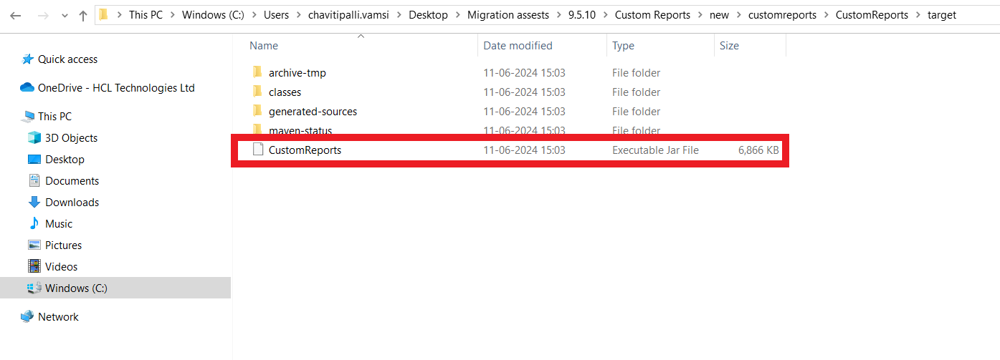 This PC > Windows (C:) > Users > chavitipalli.vamsi > Desktop > Migration assests > 9.5.10 > Custom Reports > new > customreports > CustomReports > target
Name Date modified Type Size
Quick access
OneDrive - HCL Technologies Ltd
This PC
3D Objects
Desktop
Documents
Downloads
Music
Pictures
Videos
Windows (C:)
Network
archive-tmp 11-06-2024 15:03 File folder
classes 11-06-2024 15:03 File folder
generated-sources 11-06-2024 15:03 File folder
maven-status 11-06-2024 15:03 File folder
CustomReports 11-06-2024 15:03 Executable Jar File 6,866 KB